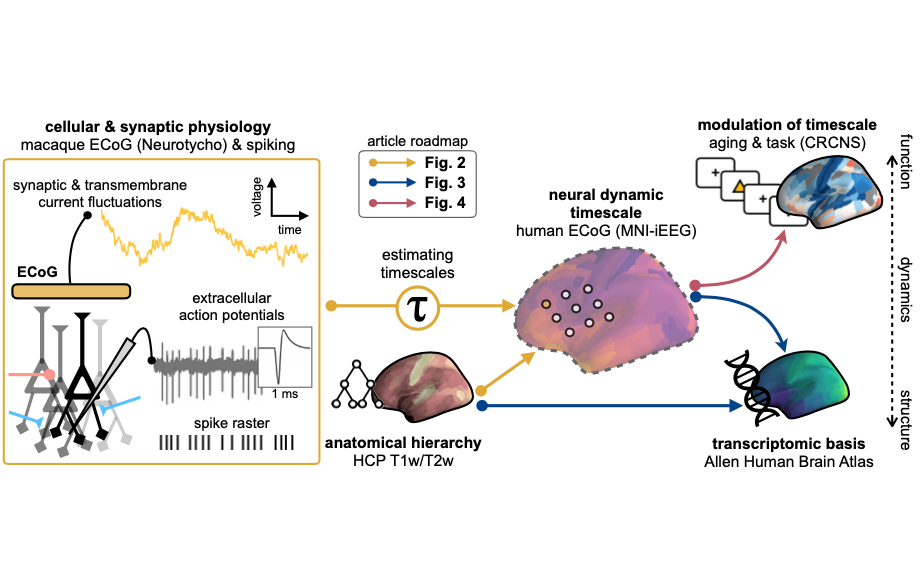 cellular & synaptic physiology
macaque ECoG (Neurotycho) & spiking
synaptic & transmembrane
current fluctuations
voltage
time
ECoG
extracellular
action potentials
1 ms
spike raster
article roadmap
Fig. 2
Fig. 3
Fig. 4
estimating
timescales
τ
anatomical hierarchy
HCP T1w/T2w
neural dynamic
timescale
human ECoG (MNI-iEEG)
modulation of timescale
aging & task (CRCNS)
+
+
transcriptomic basis
Allen Human Brain Atlas
function
dynamics
structure